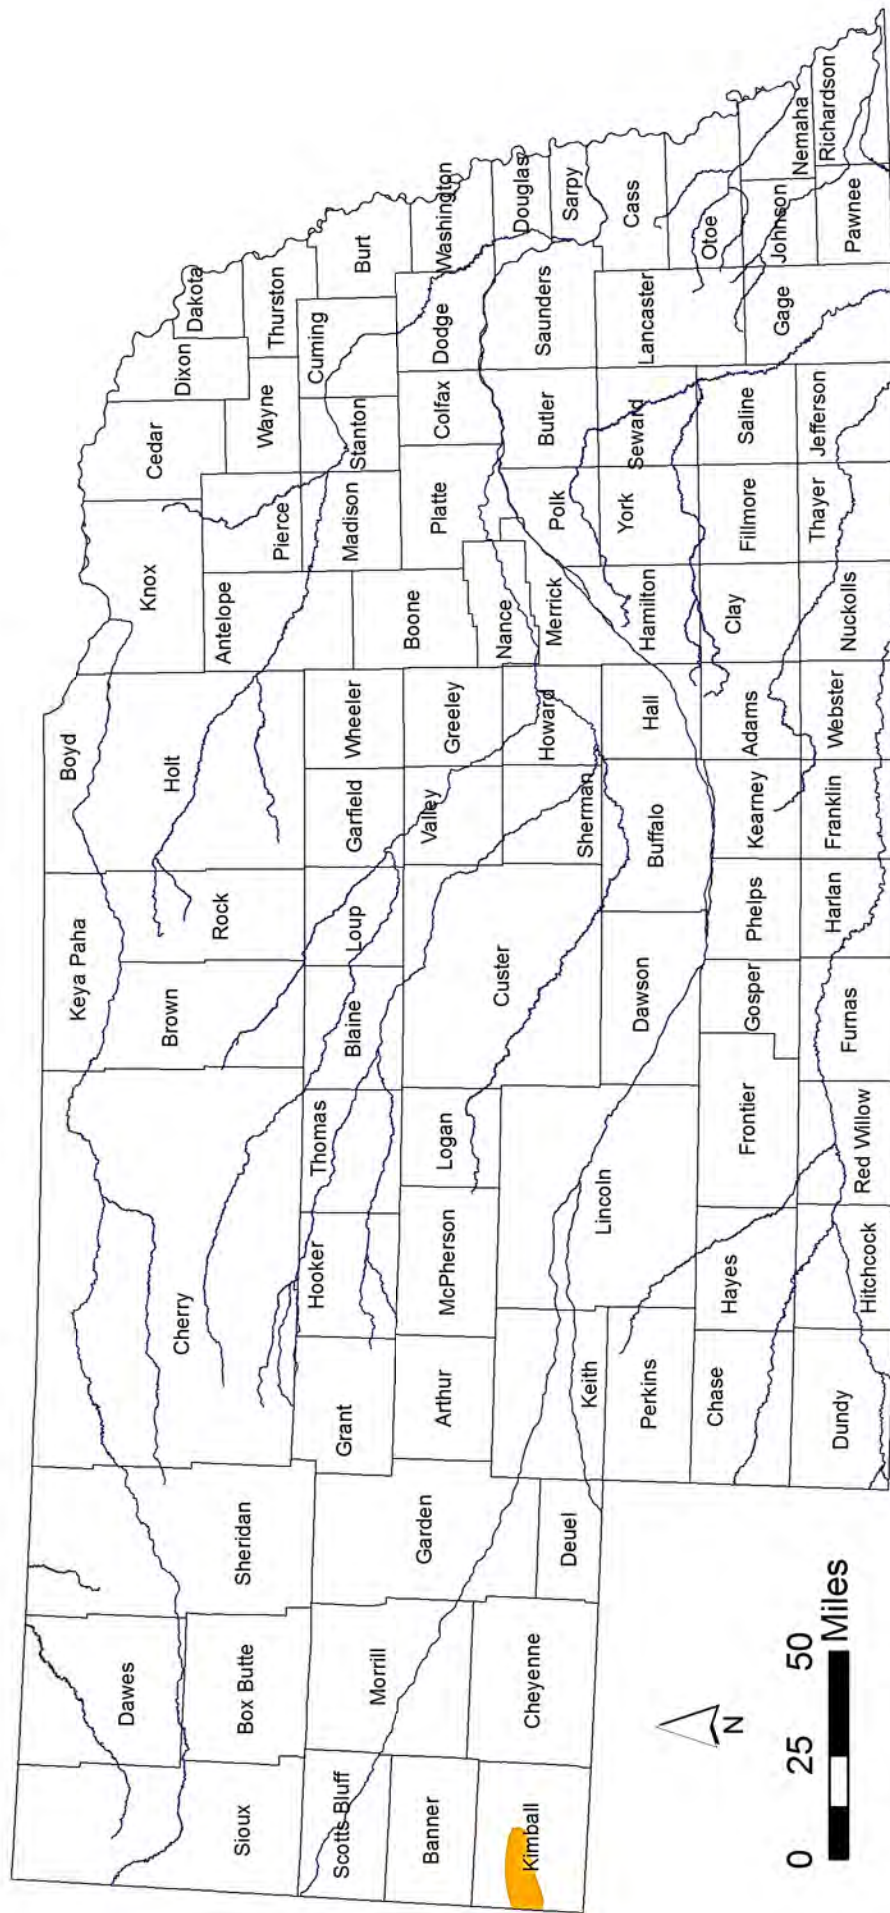 Sioux
Dawes
Sheridan
Cherry
Keya Paha
Boyd
Brown
Rock
Holt
Knox
Cedar
Dixon
Dakota
Antelope
Pierce
Wayne
Thurston
Box Butte
Scotts Bluff
Banner
Kimball
Morrill
Cheyenne
Garden
Deuel
Grant
Hooker
Thomas
Blaine
Loup
Garfield
Wheeler
Boone
Madison
Stanton
Cuming
Burt
Arthur
McPherson
Logan
Custer
Valley
Greeley
Nance
Platte
Colfax
Dodge
Washington
Keith
Lincoln
Dawson
Sherman
Howard
Merrick
Polk
Butler
Saunders
Douglas
Sarpy
Perkins
Buffalo
Hall
Hamilton
York
Seward
Lancaster
Cass
Chase
Hayes
Frontier
Gosper
Phelps
Kearney
Adams
Clay
Fillmore
Saline
Otoe
Johnson
Nemaha
Dundy
Hitchcock
Red Willow
Furnas
Harlan
Franklin
Webster
Nuckolls
Thayer
Jefferson
Gage
Pawnee
Richardson
N
0 25 50
Miles